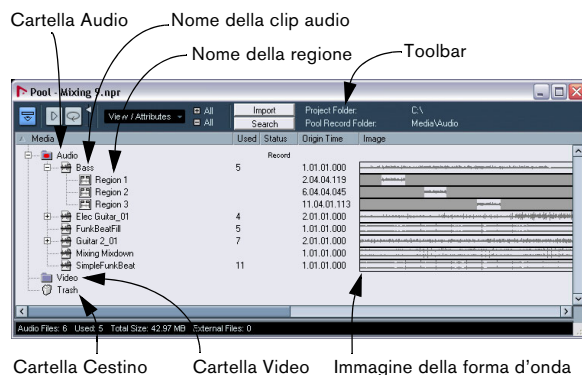 Cartella Audio
Nome della clip audio
Nome della regione
Toolbar
Pool - Mixing 9.npr
View / Attributes
All
All
Import
Search
Project Folder:
C:\
Pool Record Folder:
Media\Audio
Media
Used
Status
Origin Time
Image
Audio
Record
Bass
5
1.01.01.000
Region 1
2.04.04.119
Region 2
6.04.04.045
Region 3
11.04.01.113
Elec Guitar_01
4
2.01.01.000
FunkBeatFill
5
1.01.01.000
Guitar 2_01
7
2.01.01.000
Mixing Mixdown
1.01.01.000
SimpleFunkBeat
11
1.01.01.000
Video
Trash
Audio Files: 6 Used: 5 Total Size: 42.97 MB External Files: 0
Cartella Cestino
Cartella Video
Immagine della forma d'onda